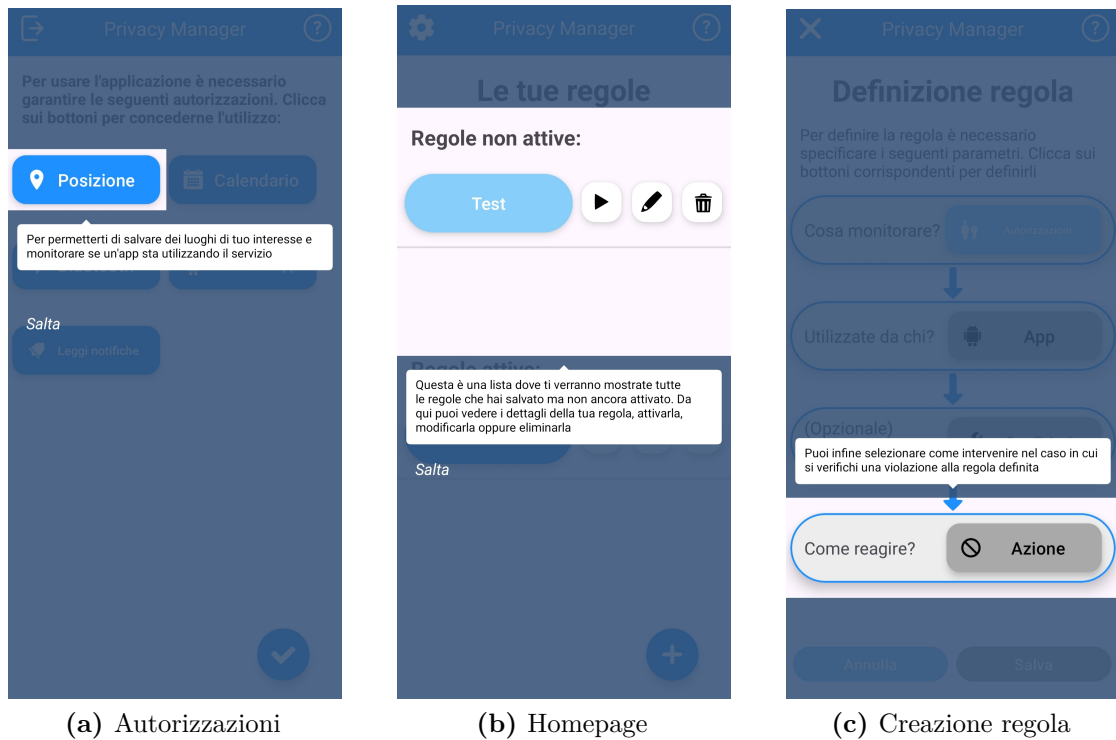 Privacy Manager
?
Per usare l'applicazione è necessario
garantire le seguenti autorizzazioni. Clicca
sui bottoni per concederne l'utilizzo:
Posizione
Calendario
Per permetterti di salvare dei luoghi di tuo interesse e
monitorare se un'app sta utilizzando il servizio
Salta
Leggi notifiche
(a) Autorizzazioni
Privacy Manager
?
Le tue regole
Regole non attive:
Test
Regole attive:
Questa è una lista dove ti verranno mostrate tutte
le regole che hai salvato ma non ancora attivato. Da
qui puoi vedere i dettagli della tua regola, attivarla,
modificarla oppure eliminarla
Salta
(b) Homepage
Privacy Manager
?
Definizione regola
Per definire la regola è necessario
specificare i seguenti parametri. Clicca sui
bottoni corrispondenti per definirli
Cosa monitorare?
Autorizzazioni
Utilizzate da chi?
App
(Opzionale)
Puoi infine selezionare come intervenire nel caso in cui
si verifichi una violazione alla regola definita
Come reagire?
Azione
Annulla
Salva
(c) Creazione regola